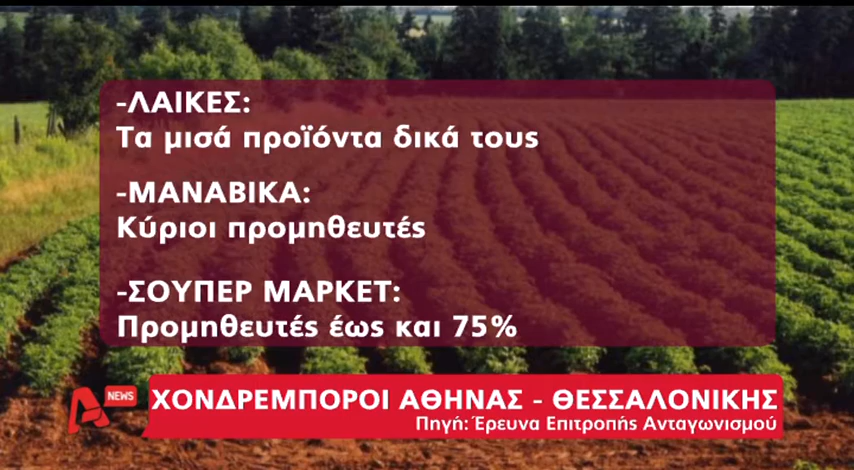 -ΛΑΙΚΕΣ:
Τα μισά προϊόντα δικά τους
-ΜΑΝΑΒΙΚΑ:
Κύριοι προμηθευτές
-ΣΟΥΠΕΡ ΜΑΡΚΕΤ:
Προμηθευτές έως και 75%
NEWS
ΧΟΝΔΡΕΜΠΟΡΟΙ ΑΘΗΝΑΣ - ΘΕΣΣΑΛΟΝΙΚΗΣ
Πηγή: Έρευνα Επιτροπής Ανταγωνισμού